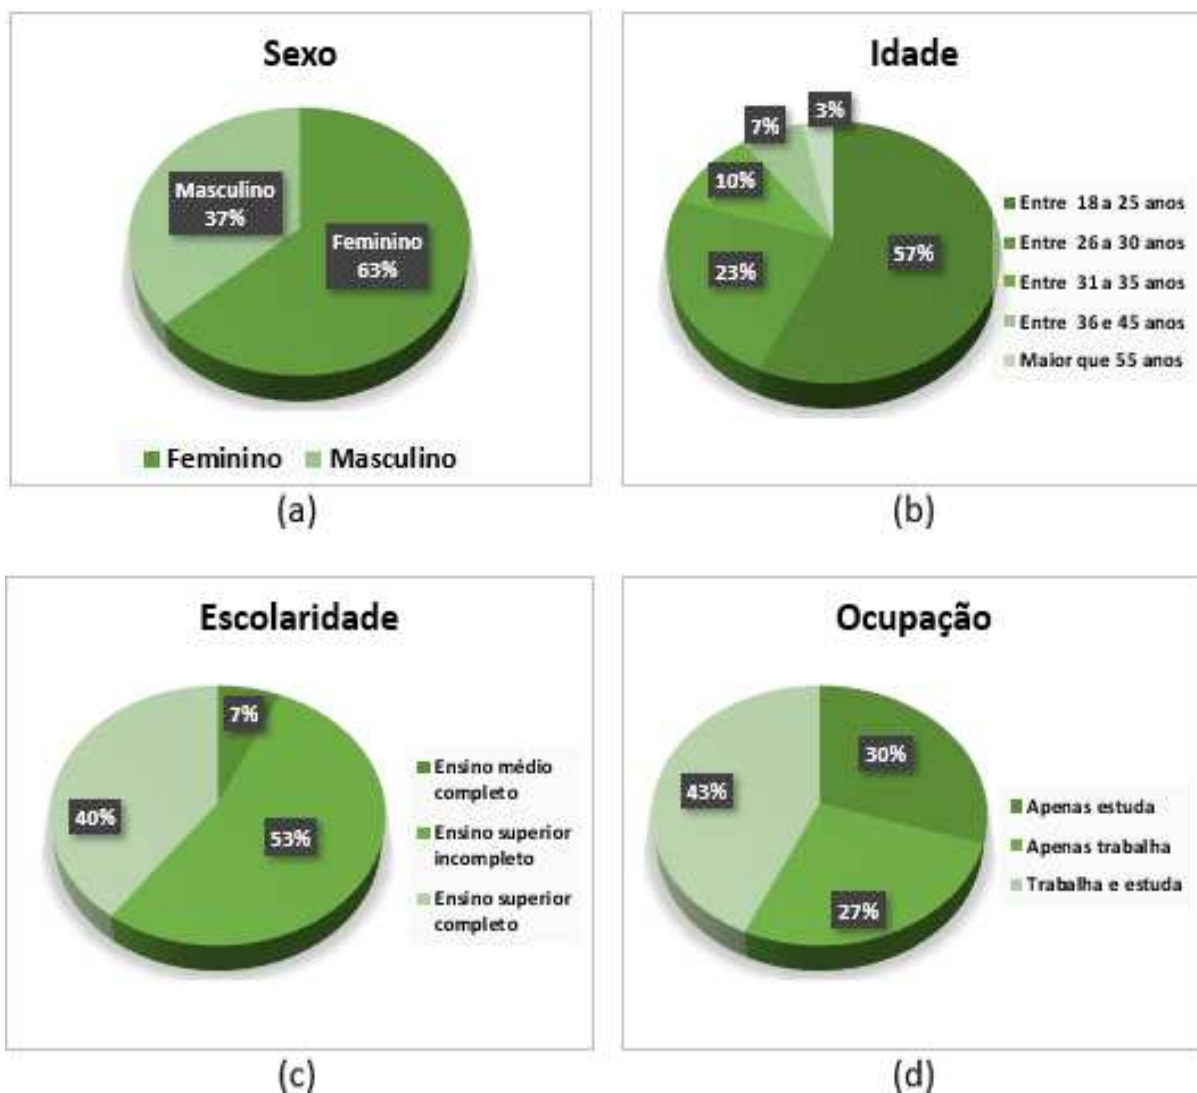 Sexo
Masculino
37%
Feminino
63%
Feminino Masculino
(a)
Idade
3%
7%
10%
23%
57%
Entre 18 a 25 anos
Entre 26 a 30 anos
Entre 31 a 35 anos
Entre 36 e 45 anos
Maior que 55 anos
(b)
Escolaridade
7%
40%
53%
Ensino médio
completo
Ensino superior
incompleto
Ensino superior
completo
(c)
Ocupação
30%
43%
27%
Apenas estuda
Apenas trabalha
Trabalha e estuda
(d)